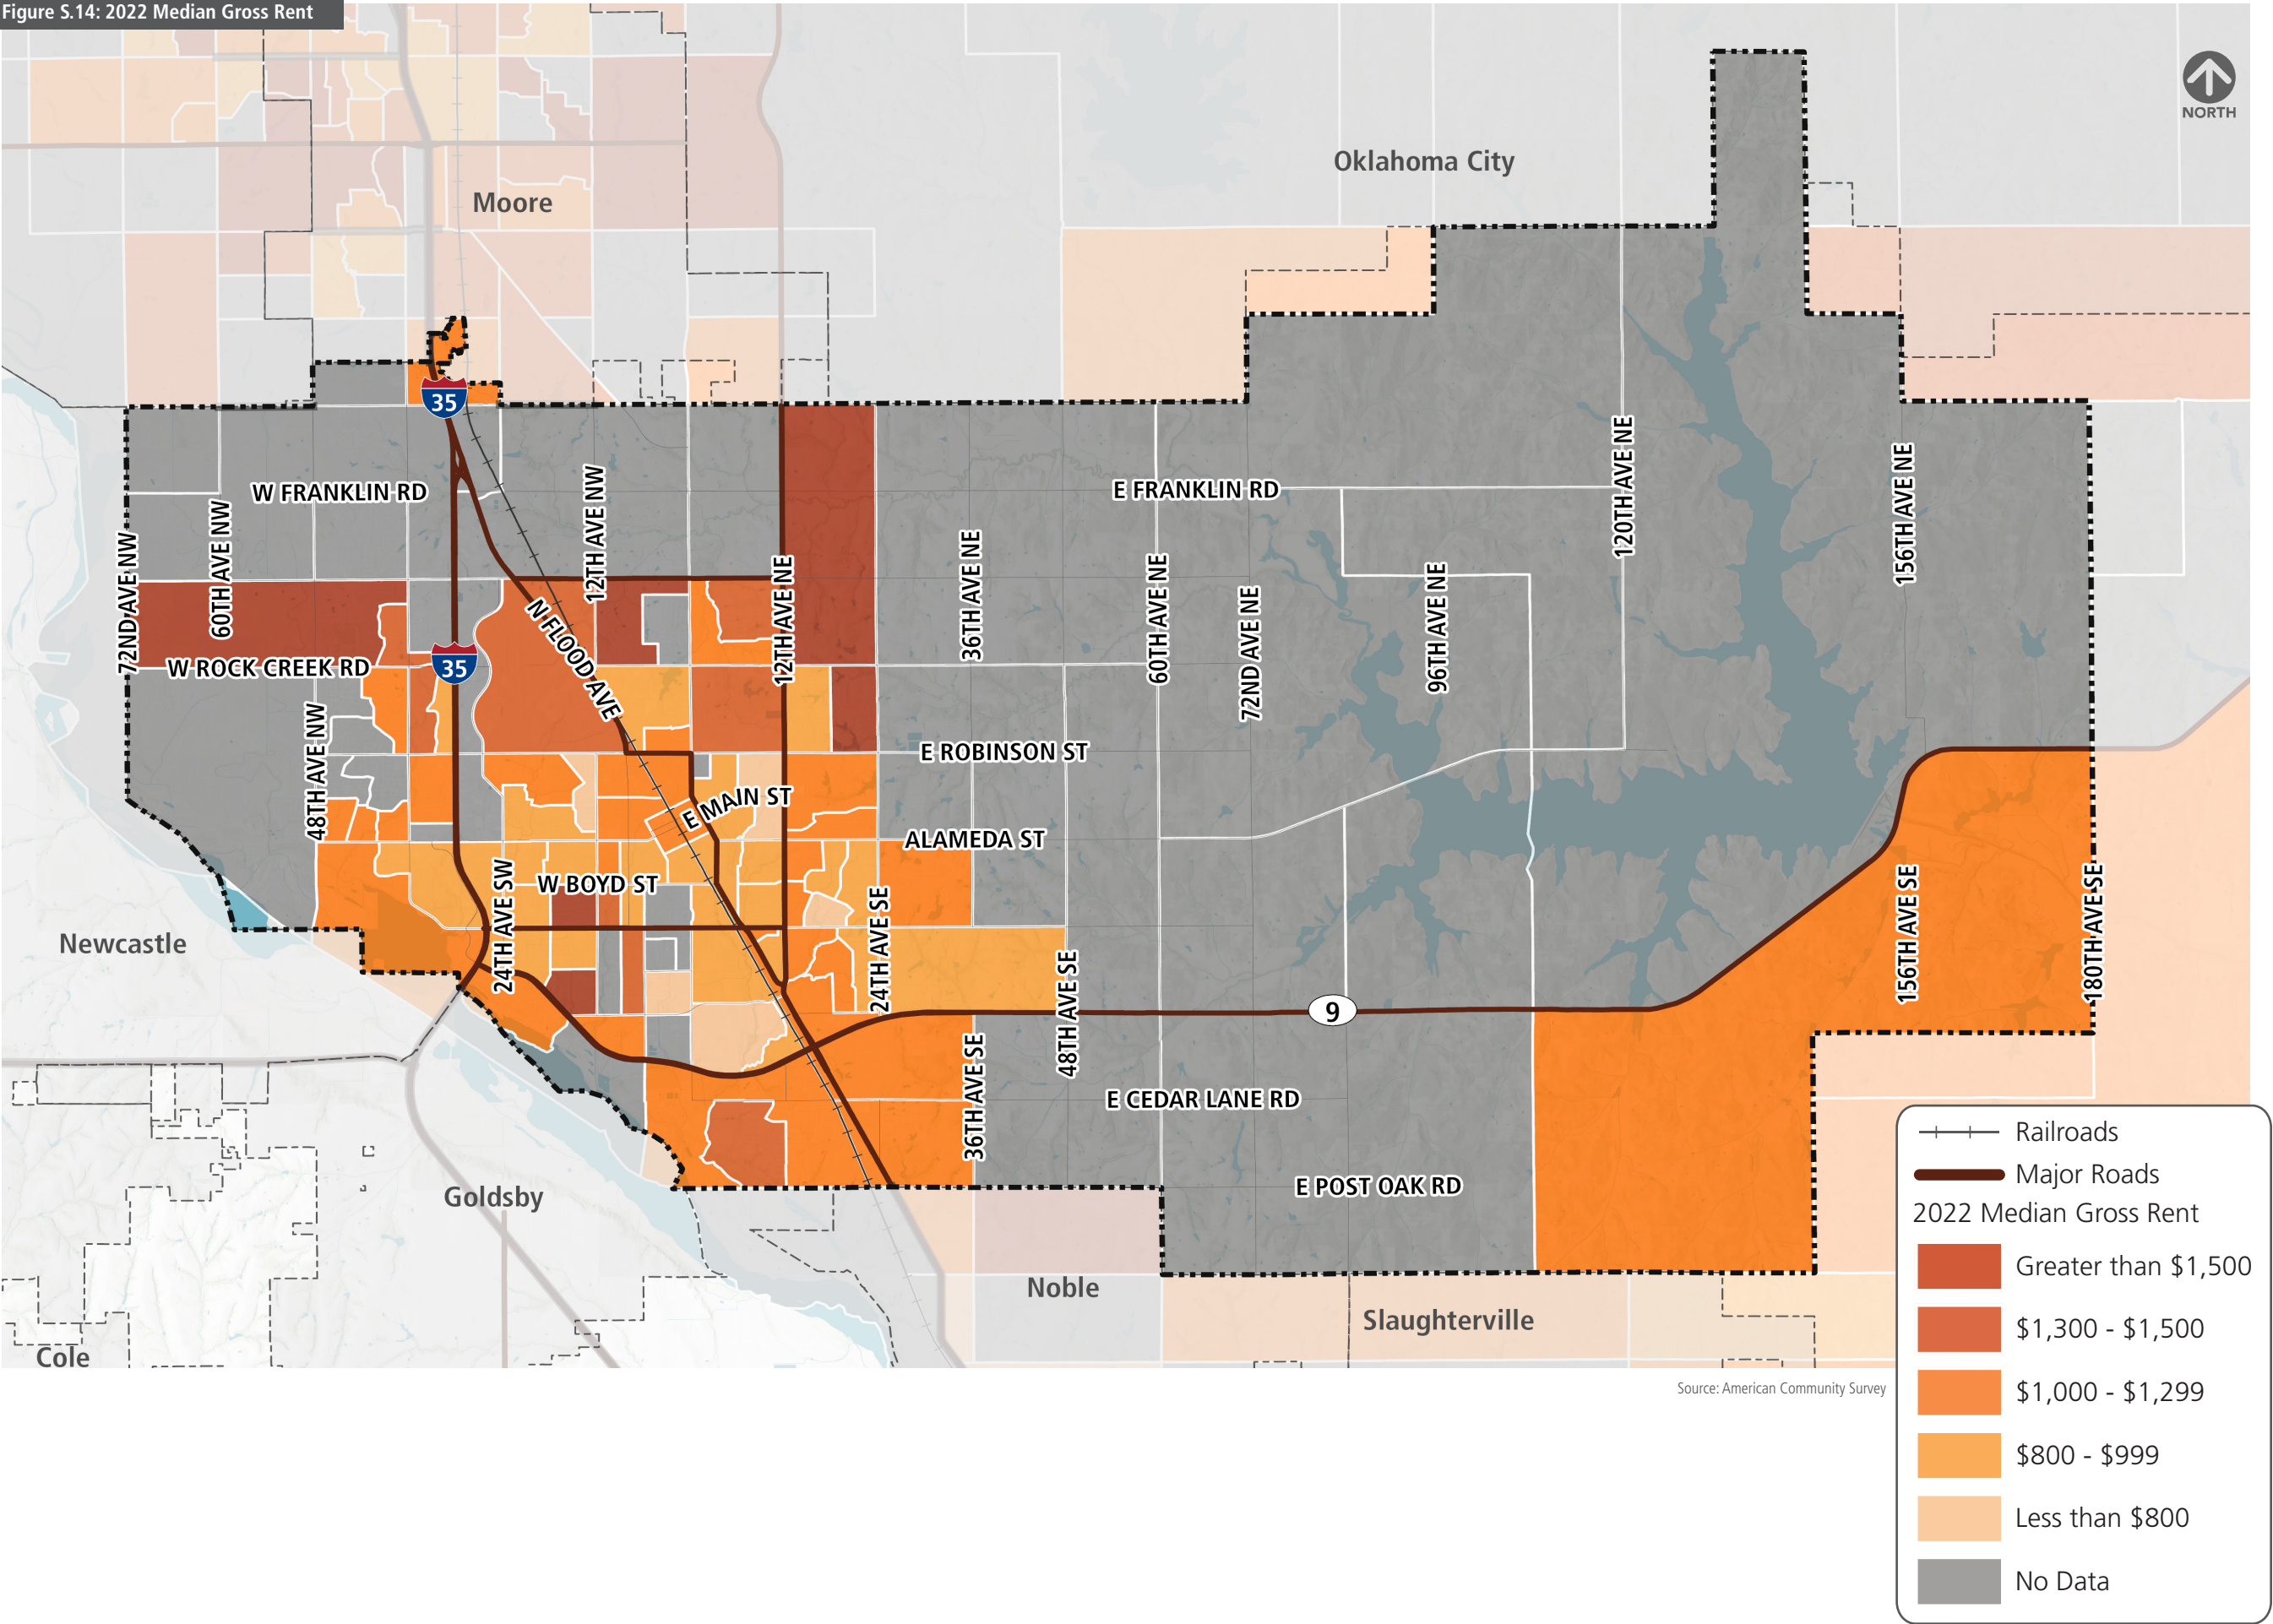 Figure S.14: 2022 Median Gross Rent
NORTH
Oklahoma City
Moore
35
W FRANKLIN RD
E FRANKLIN RD
12TH AVE NW
120TH AVE NE
156TH AVE NE
60TH AVE NW
72ND AVE NW
36TH AVE NE
60TH AVE NE
12TH AVE NE
96TH AVE NE
72ND AVE NE
N FLOOD AVE
W ROCK CREEK RD
35
48TH AVE NW
E ROBINSON ST
E MAIN ST
ALAMEDA ST
W BOYD ST
24TH AVE SW
24TH AVE SE
156TH AVE SE
180TH AVE SE
Newcastle
48TH AVE SE
9
36TH AVE SE
E CEDAR LANE RD
E POST OAK RD
Goldsby
Noble
Slaughterville
Cole
Railroads
Major Roads
2022 Median Gross Rent
Greater than $1,500
$1,300 - $1,500
$1,000 - $1,299
$800 - $999
Less than $800
No Data
Source: American Community Survey